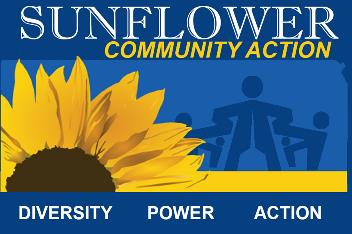 SUNFLOWER
COMMUNITY ACTION
DIVERSITY POWER ACTION